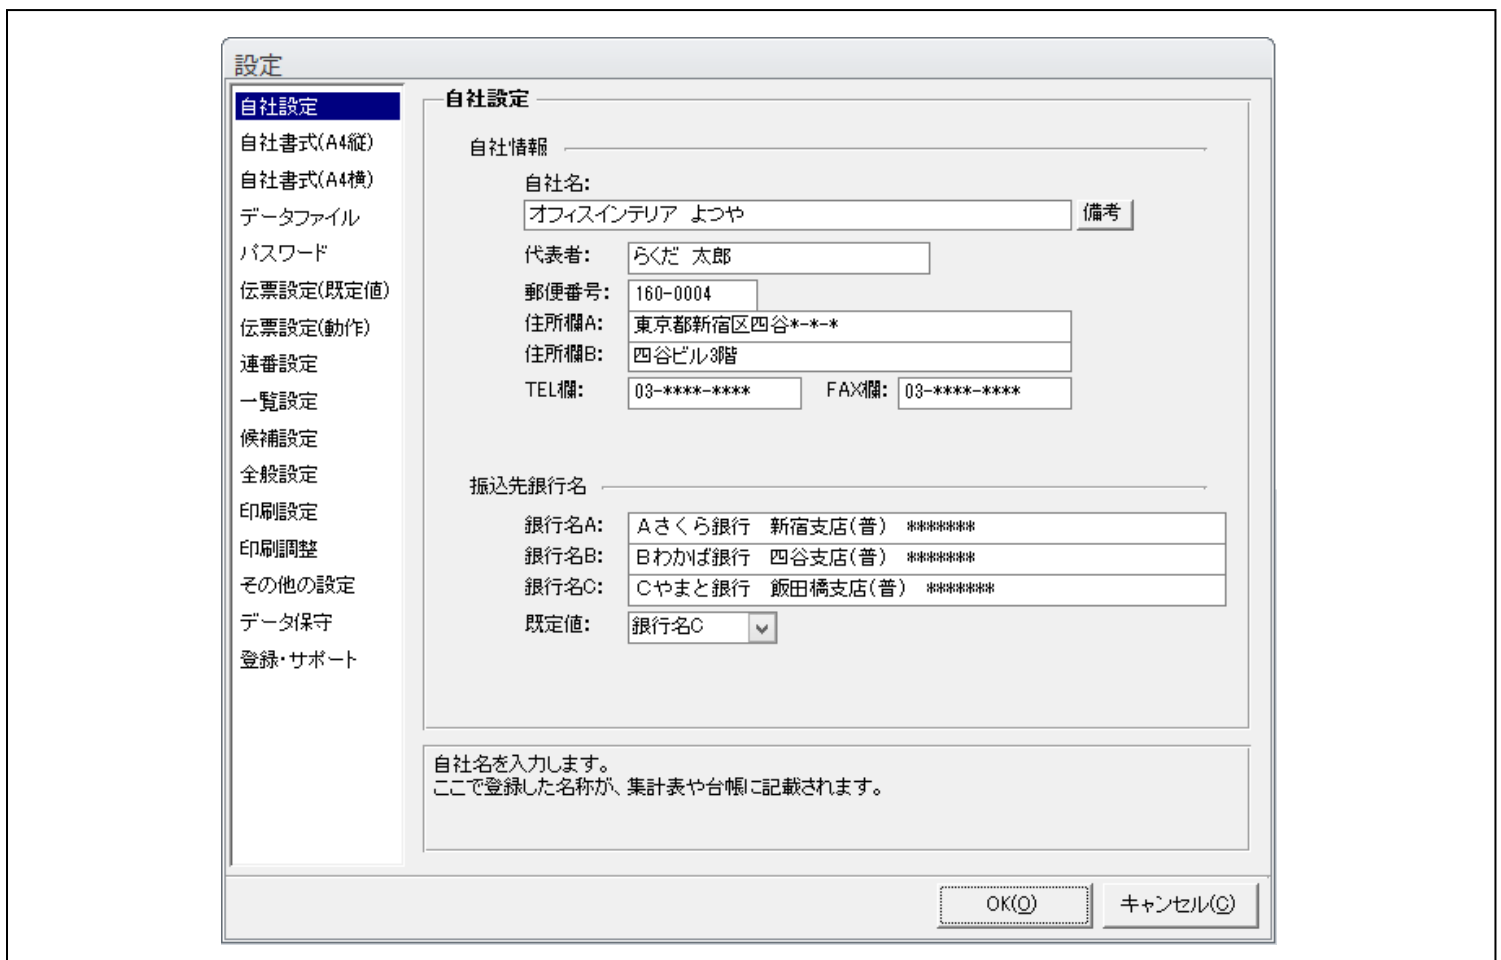 設定
自社設定
自社書式(A4縦)
自社書式(A4横)
データファイル
パスワード
伝票設定(既定値)
伝票設定(動作)
連番設定
一覧設定
候補設定
全般設定
印刷設定
印刷調整
その他の設定
データ保守
登録・サポート
自社設定
自社情報
自社名:
オフィスインテリア よつや 備考
代表者: らくだ 太郎
郵便番号: 160-0004
住所欄A: 東京都新宿区四谷*-*-*
住所欄B: 四谷ビル3階
TEL欄: 03-****-**** FAX欄: 03-****-****
振込先銀行名
銀行名A: Aさくら銀行 新宿支店(普) *******
銀行名B: Bわかば銀行 四谷支店(普) *******
銀行名C: Cやまと銀行 飯田橋支店(普) *******
既定値: 銀行名C
自社名を入力します。
ここで登録した名称が、集計表や台帳に記載されます。
OK(O) キャンセル(C)